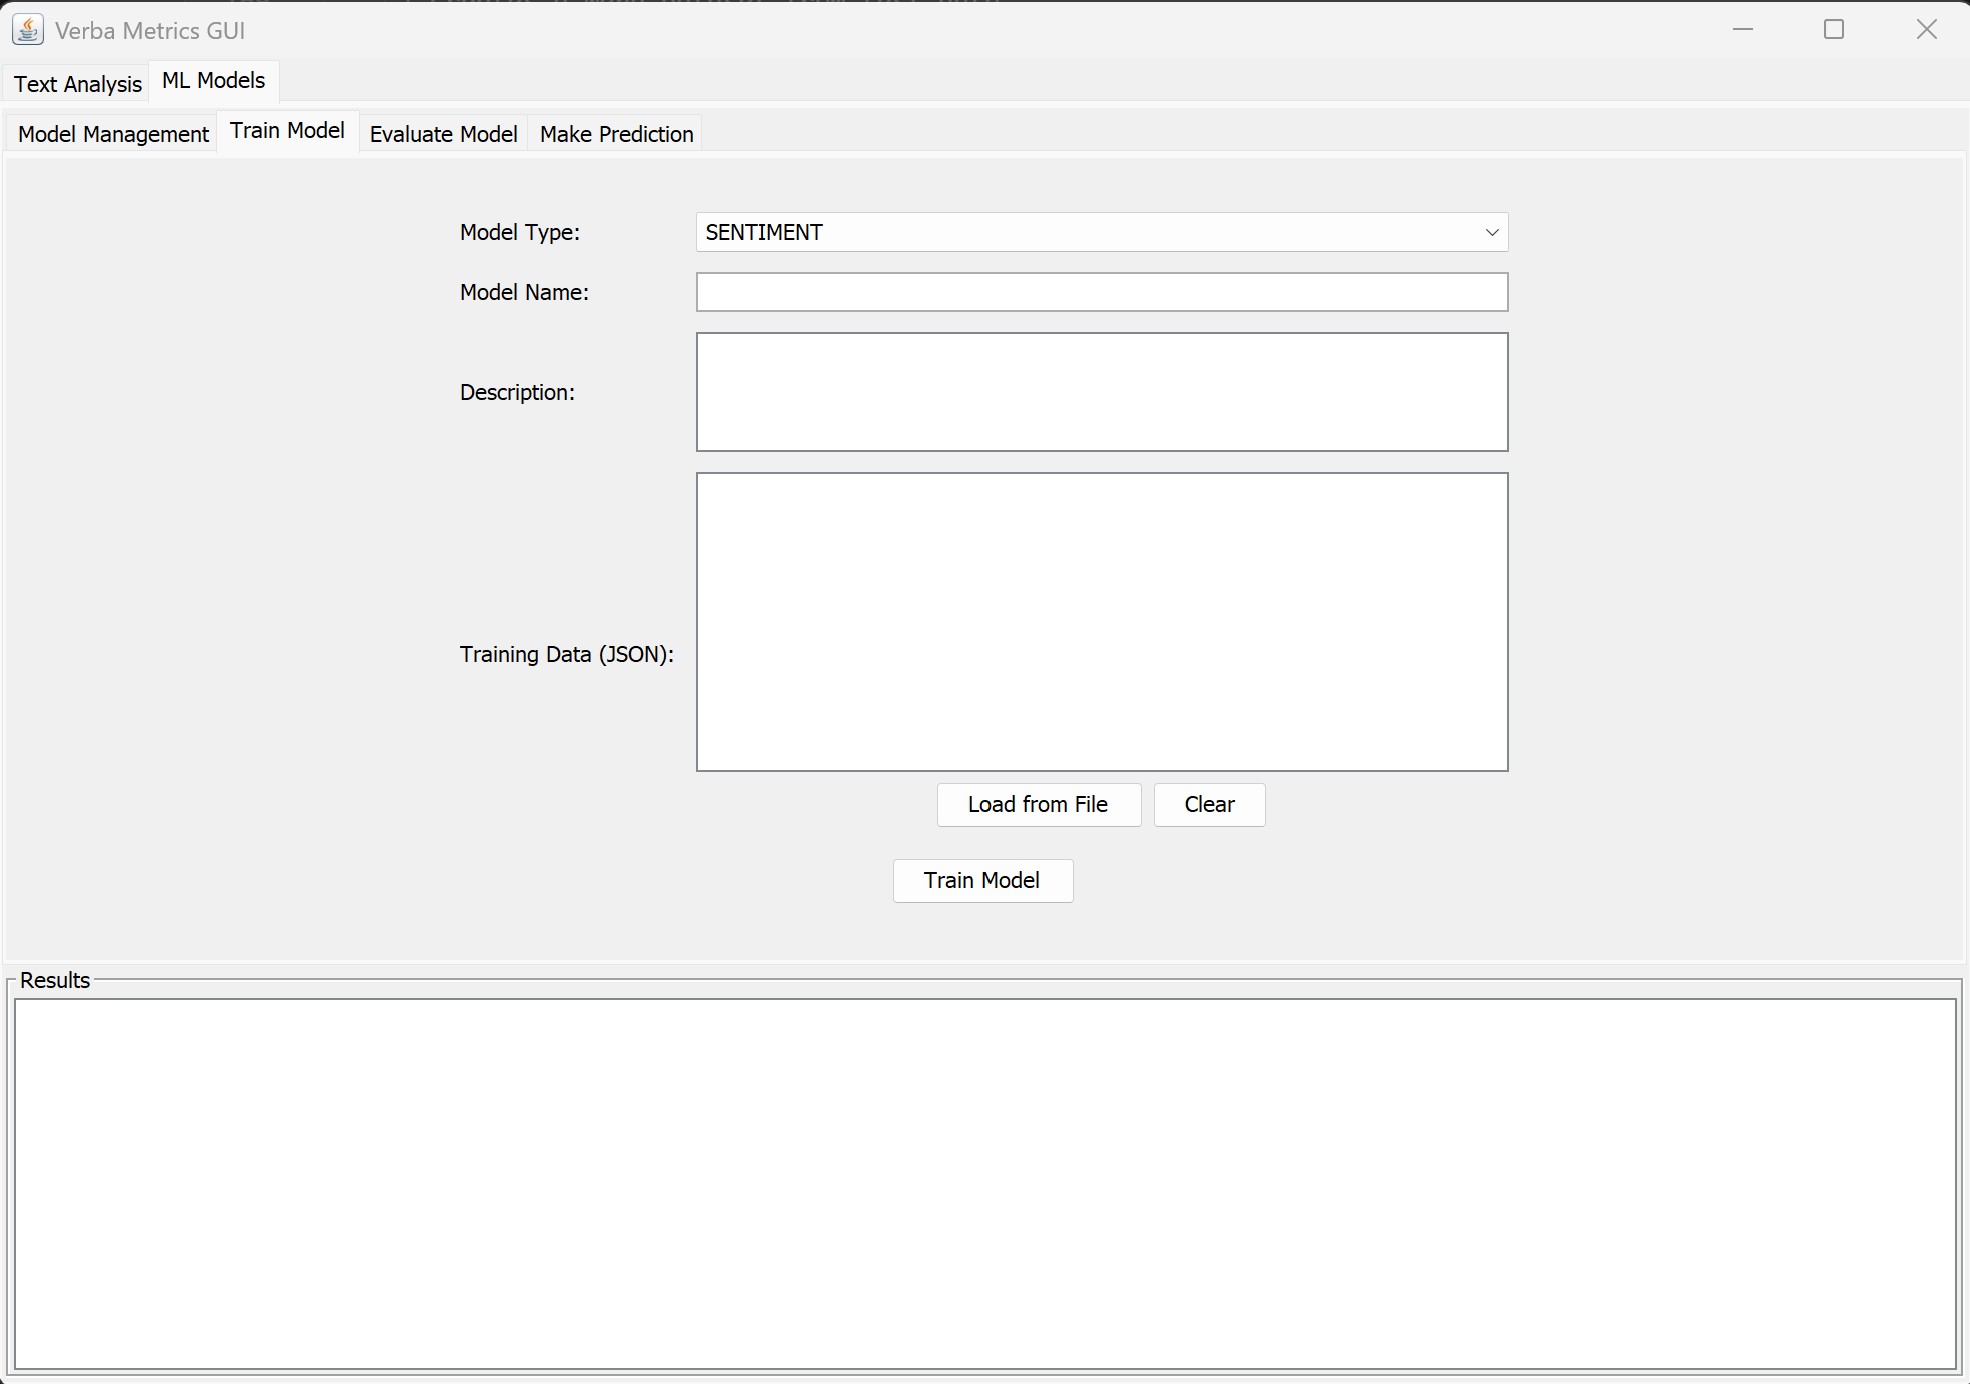 Verba Metrics GUI
Text Analysis ML Models
Model Management Train Model Evaluate Model Make Prediction
Model Type: SENTIMENT
Model Name:
Description:
Training Data (JSON):
Load from File Clear
Train Model
Results